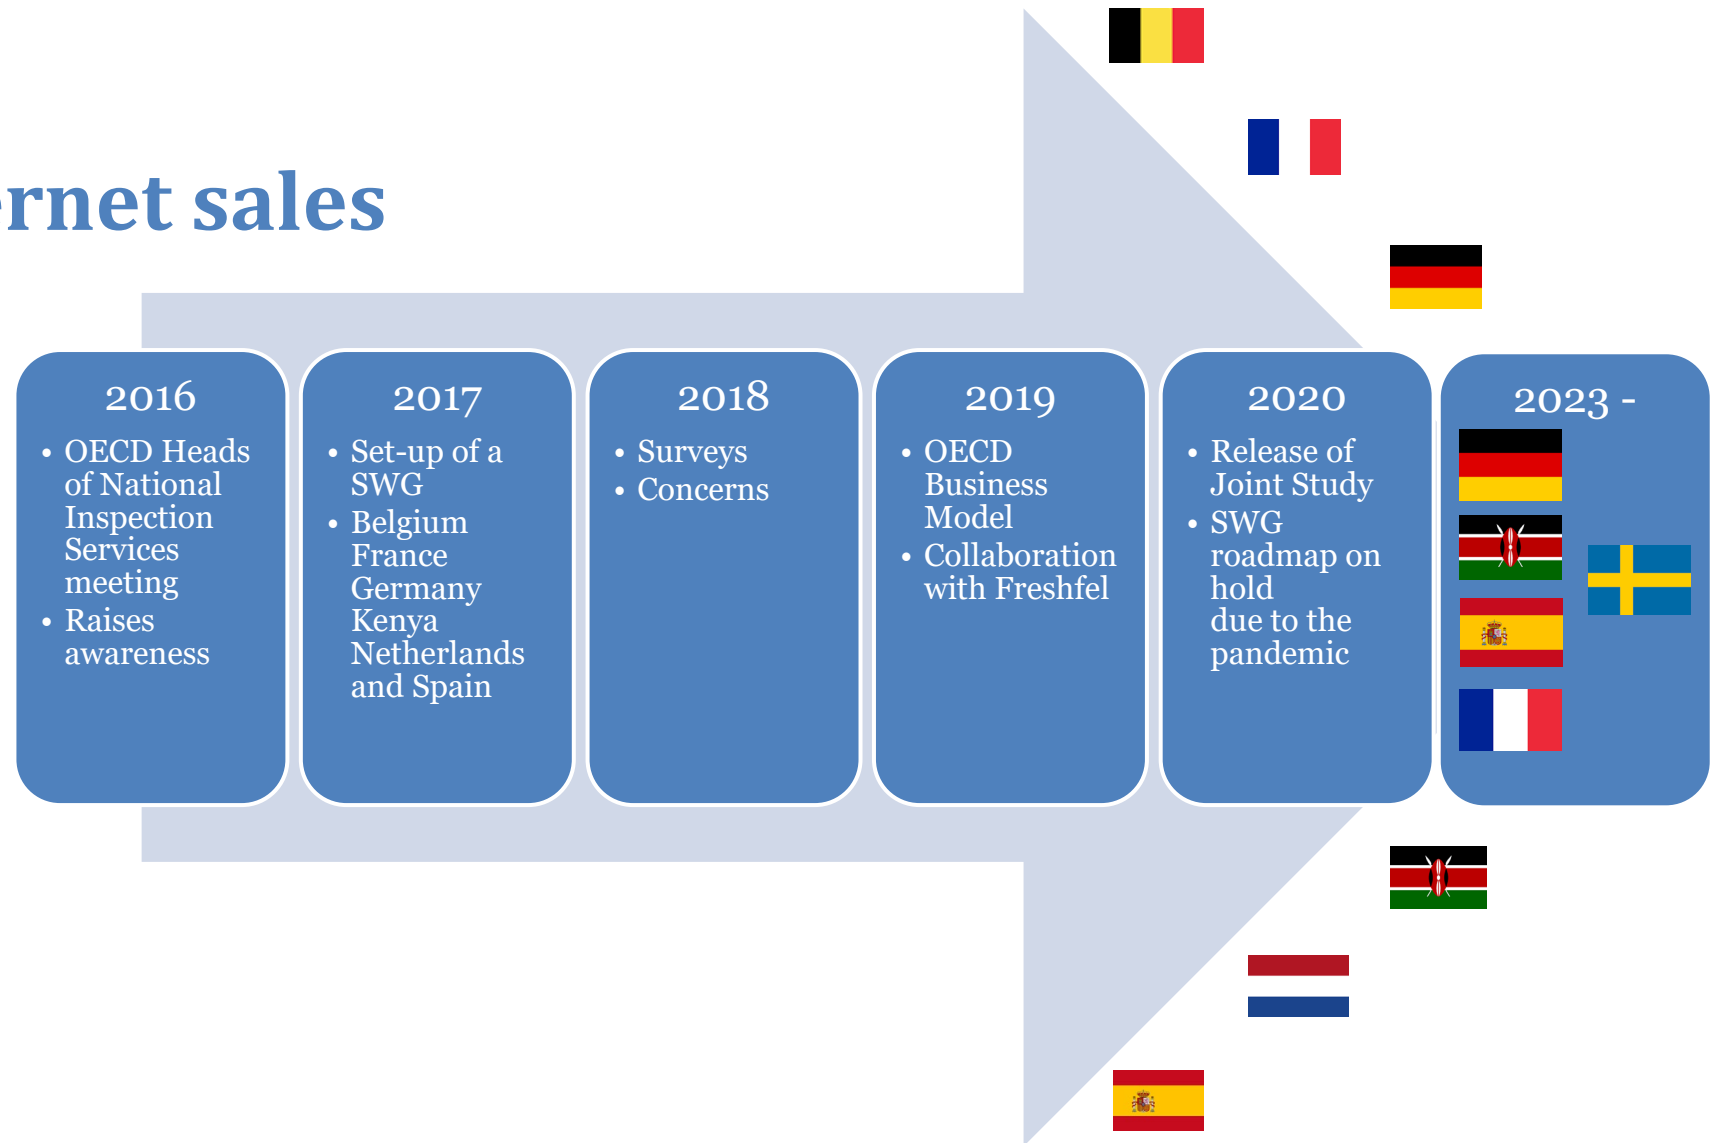 ernet sales
2016
• OECD Heads
of National
Inspection
Services
meeting
• Raises
awareness
2017
• Set-up of a
SWG
• Belgium
France
Germany
Kenya
Netherlands
and Spain
2018
• Surveys
• Concerns
2019
• OECD
Business
Model
• Collaboration
with Freshfel
2020
• Release of
Joint Study
• SWG
roadmap on
hold
due to the
pandemic
2023 -